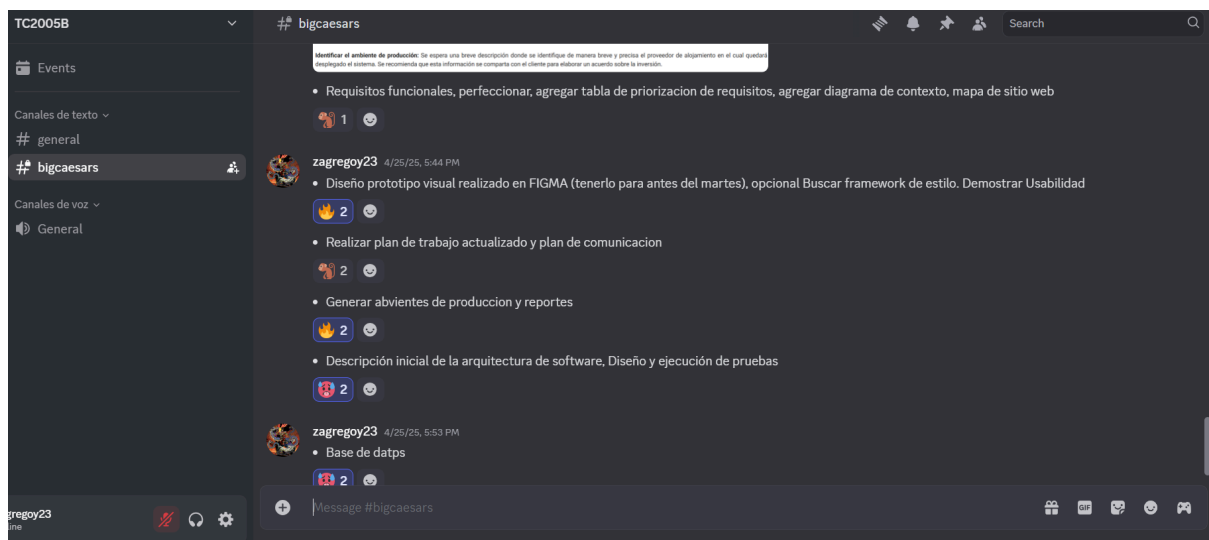 TC2005B
Events
Canales de texto
general
bigcaesars
Canales de voz
General
gregoy23
ine
bigcaesars
Search
Identificar el ambiente de producción: Se espera una breve descripción donde se identifique de manera breve y precisa el proveedor de alojamiento en el cual quedará
desplegado el sistema. Se recomienda que esta información se comparta con el cliente para elaborar un acuerdo sobre la inversión.
• Requisitos funcionales, perfeccionar, agregar tabla de priorizacion de requisitos, agregar diagrama de contexto, mapa de sitio web
1
zagregoy23 4/25/25, 5:44 PM
• Diseño prototipo visual realizado en FIGMA (tenerlo para antes del martes), opcional Buscar framework de estilo. Demostrar Usabilidad
2
• Realizar plan de trabajo actualizado y plan de comunicacion
2
• Generar abvientes de produccion y reportes
2
• Descripción inicial de la arquitectura de software, Diseño y ejecución de pruebas
2
zagregoy23 4/25/25, 5:53 PM
• Base de datps
2
Message #bigcaesars
GIF